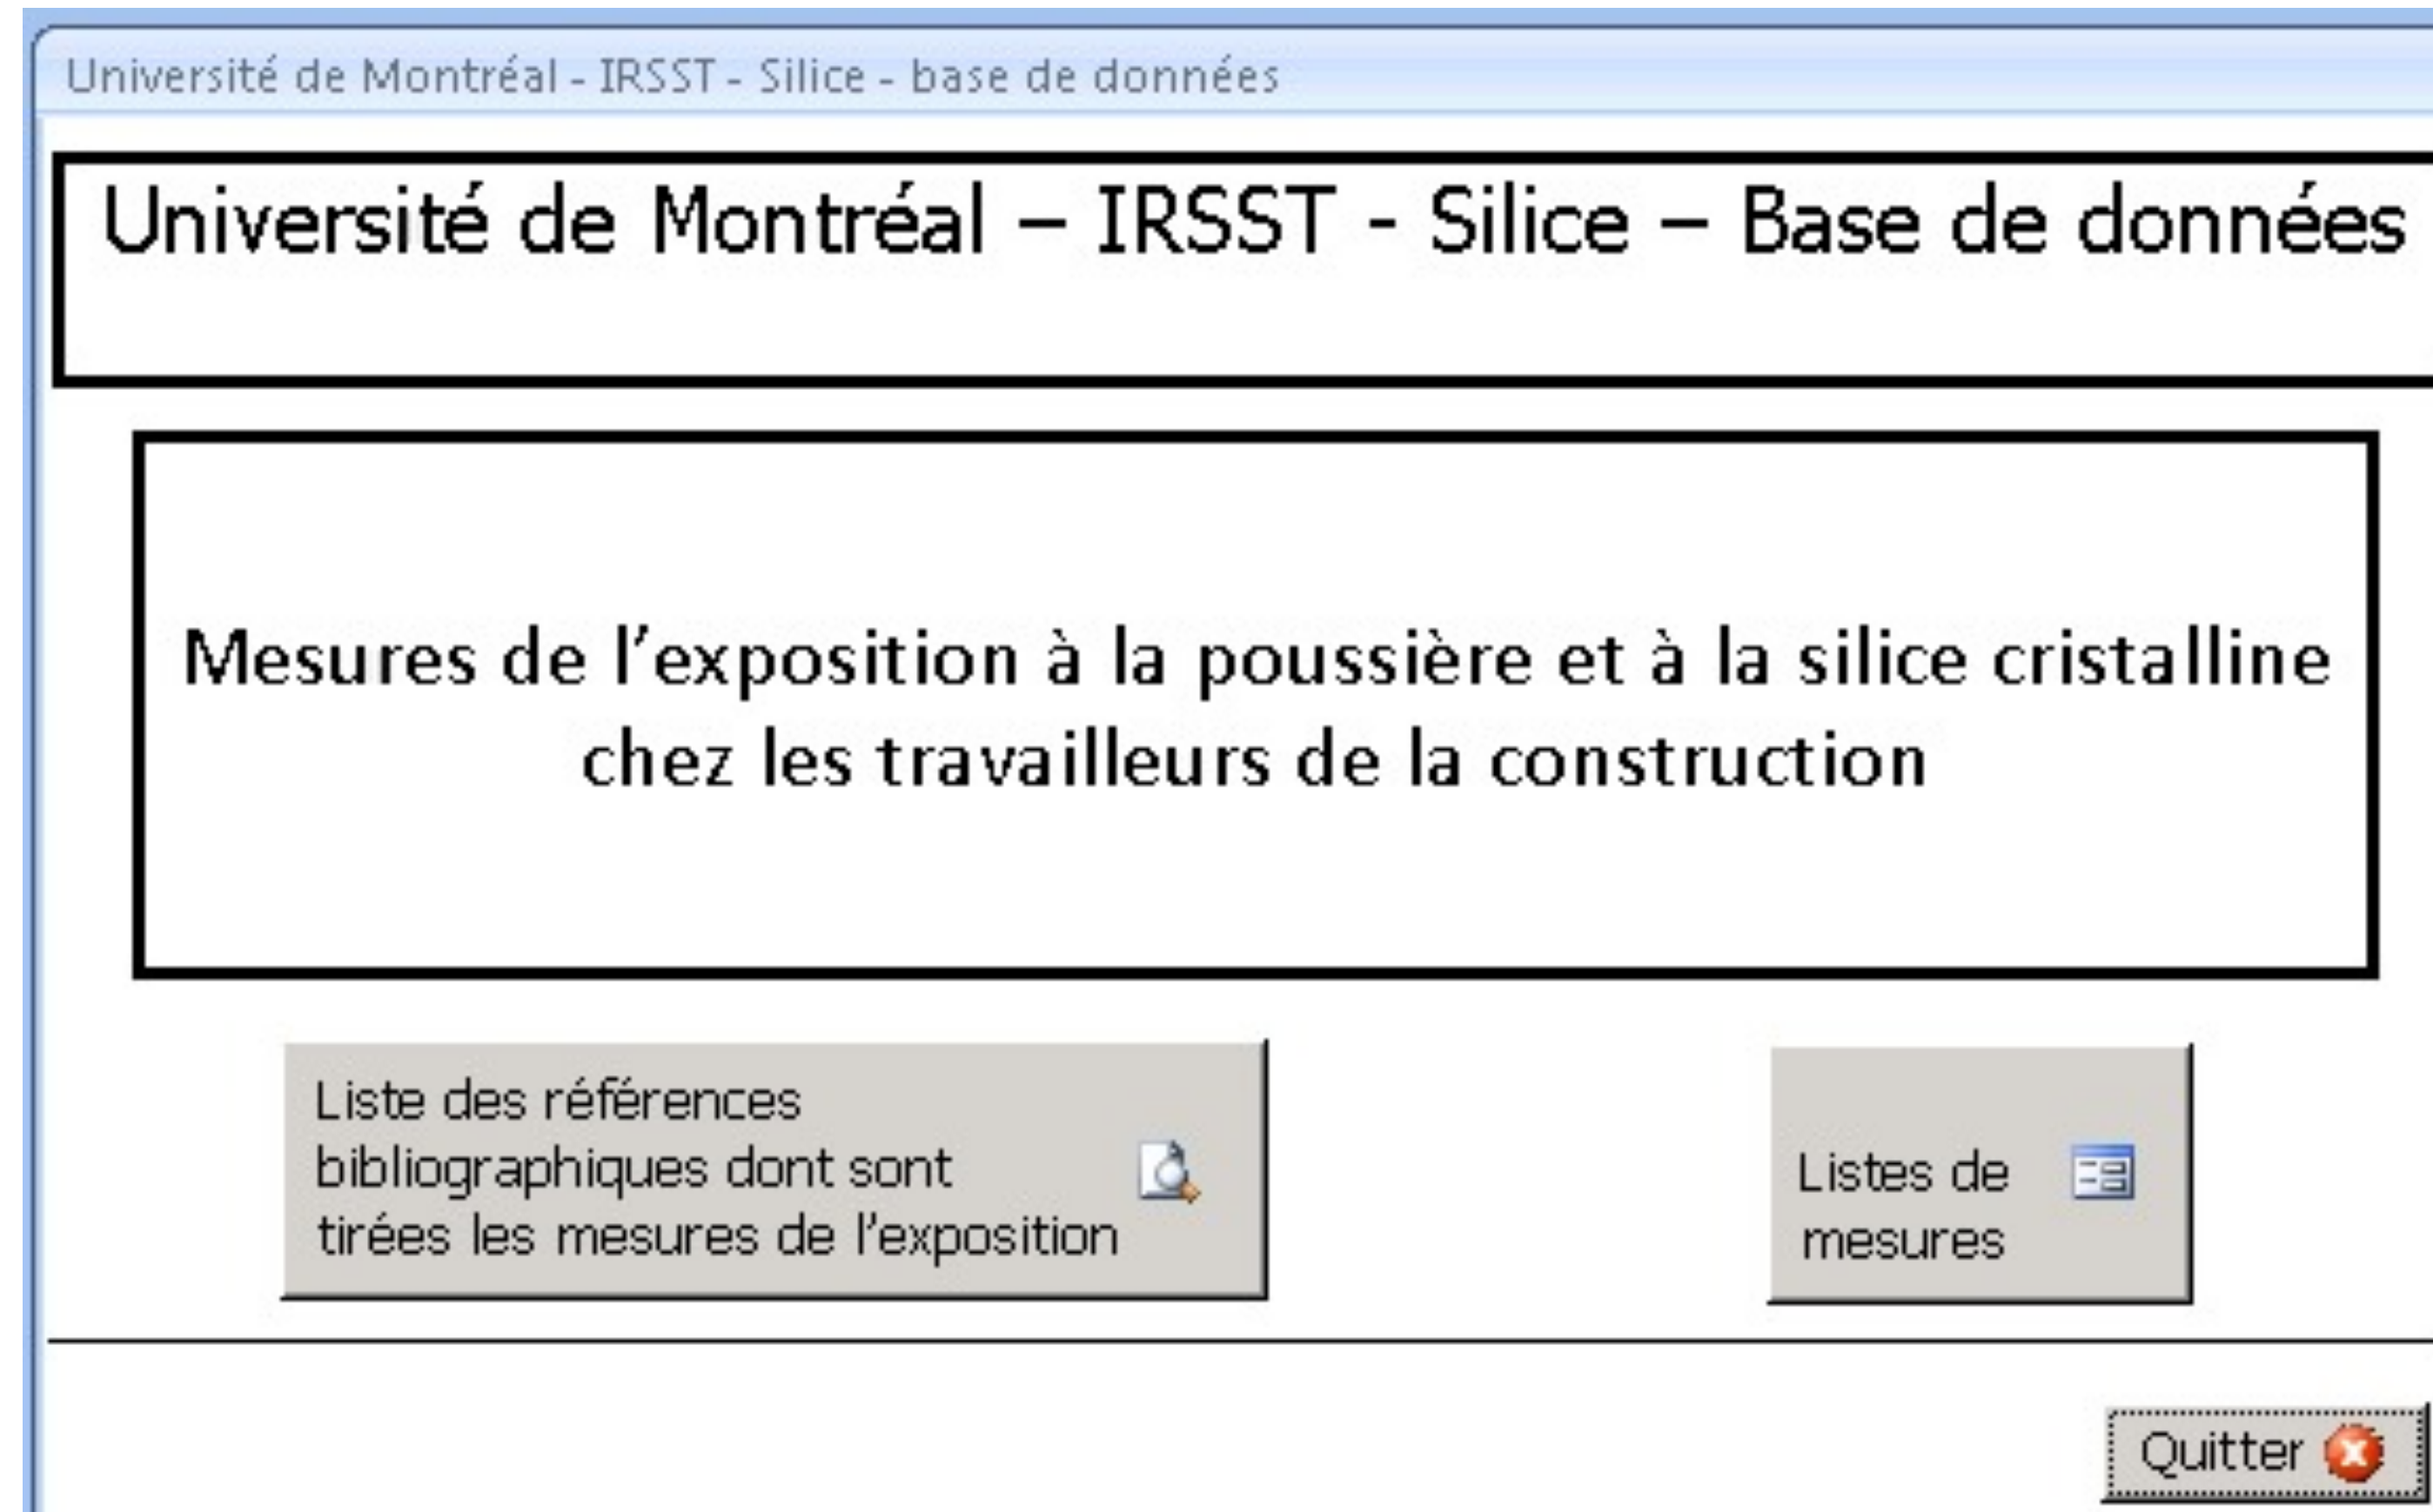 Université de Montréal - IRSST - Silice - base de données
Université de Montréal – IRSST - Silice – Base de données
Mesures de l'exposition à la poussière et à la silice cristalline
chez les travailleurs de la construction
Liste des références
bibliographiques dont sont
tirées les mesures de l'exposition
Listes de
mesures
Quitter